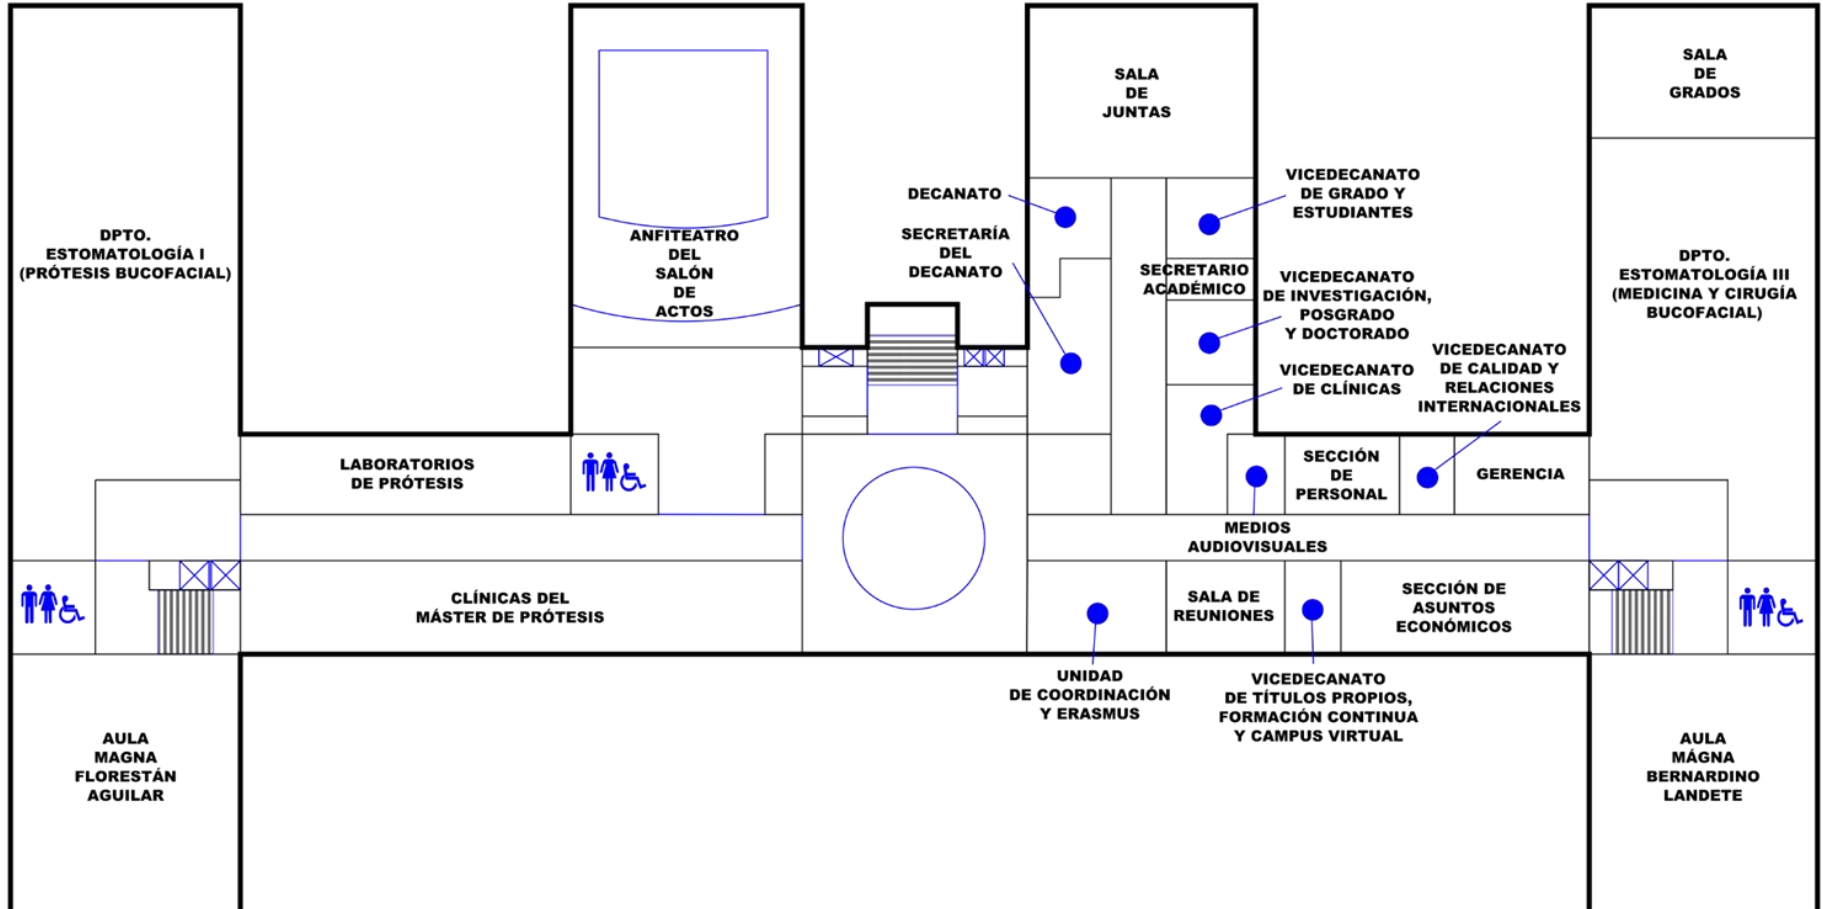 SALA
DE
JUNTAS
SALA
DE
GRADOS
DECANATO
SECRETARÍA
DEL
DECANATO
VICEDECANATO
DE GRADO Y
ESTUDIANTES
DPTO.
ESTOMATOLOGÍA I
(PRÓTESIS BUCOFACIAL)
ANFITEATRO
DEL
SALÓN
DE
ACTOS
SECRETARIO
ACADÉMICO
VICEDECANATO
DE INVESTIGACIÓN,
POSGRADO
Y DOCTORADO
DPTO.
ESTOMATOLOGÍA III
(MEDICINA Y CIRUGÍA
BUCOFACIAL)
VICEDECANATO
DE CLÍNICAS
VICEDECANATO
DE CALIDAD Y
RELACIONES
INTERNACIONALES
LABORATORIOS
DE PRÓTESIS
SECCIÓN
DE
PERSONAL
GERENCIA
MEDIOS
AUDIOVISUALES
CLÍNICAS DEL
MÁSTER DE PRÓTESIS
SALA DE
REUNIONES
SECCIÓN DE
ASUNTOS
ECONÓMICOS
UNIDAD
DE COORDINACIÓN
Y ERASMUS
VICEDECANATO
DE TÍTULOS PROPIOS,
FORMACIÓN CONTINUA
Y CAMPUS VIRTUAL
AULA
MAGNA
FLORESTÁN
AGUILAR
AULA
MÁGNA
BERNARDINO
LANDETE